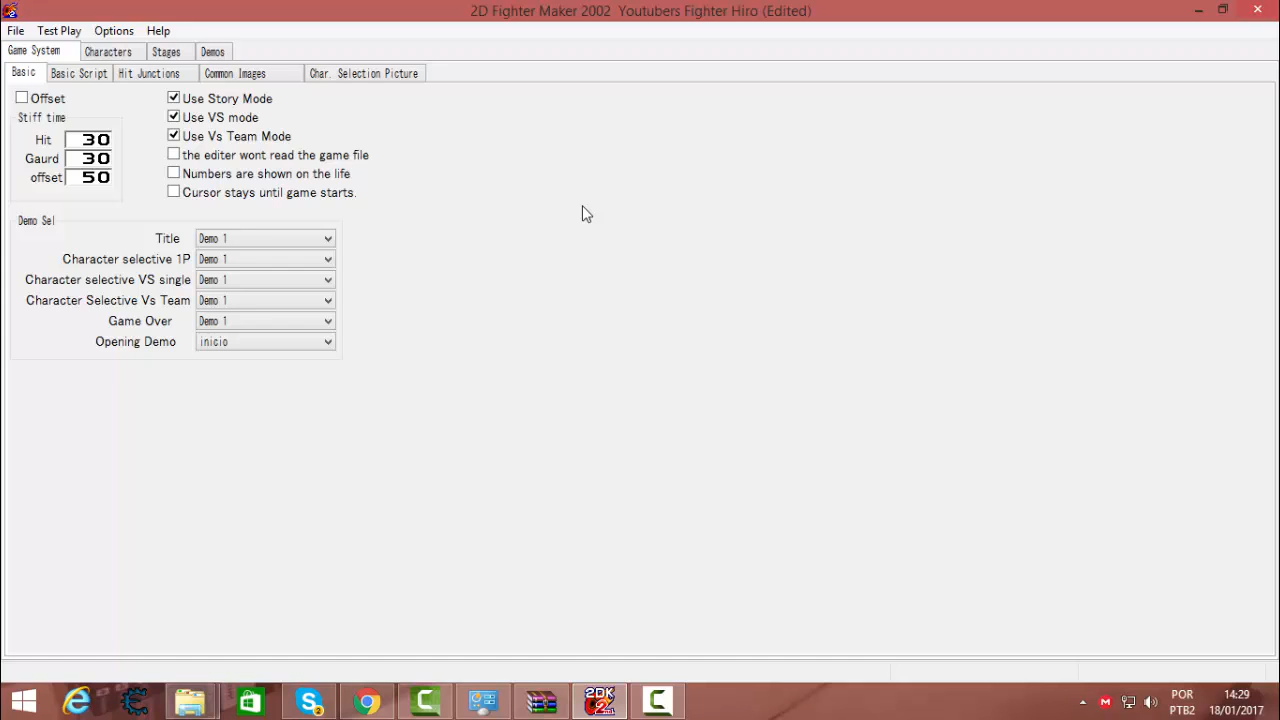 2D Fighter Maker 2002 Youtubers Fighter Hiro (Edited)
File Test Play Options Help
Game System Characters Stages Demos
Basic Basic Script Hit Junctions Common Images Char. Selection Picture
Offset
Stiff time
Hit 30
Gaurd 30
offset 50
Use Story Mode
Use VS mode
Use Vs Team Mode
the editer wont read the game file
Numbers are shown on the life
Cursor stays until game starts.
Demo Sel
Title Demo 1
Character selective 1P Demo 1
Character selective VS single Demo 1
Character Selective Vs Team Demo 1
Game Over Demo 1
Opening Demo inicio
2DK
2nd
POR
PTB2
14:29
18/01/2017